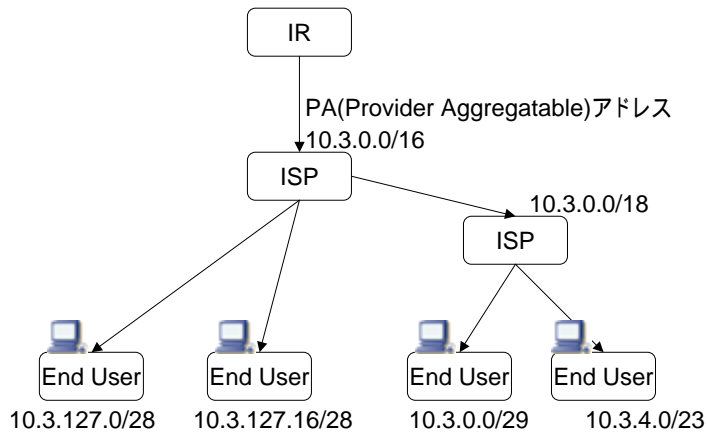 IR
PA(Provider Aggregatable)アドレス
10.3.0.0/16
ISP
10.3.0.0/18
ISP
End User
End User
End User
End User
10.3.127.0/28
10.3.127.16/28
10.3.0.0/29
10.3.4.0/23